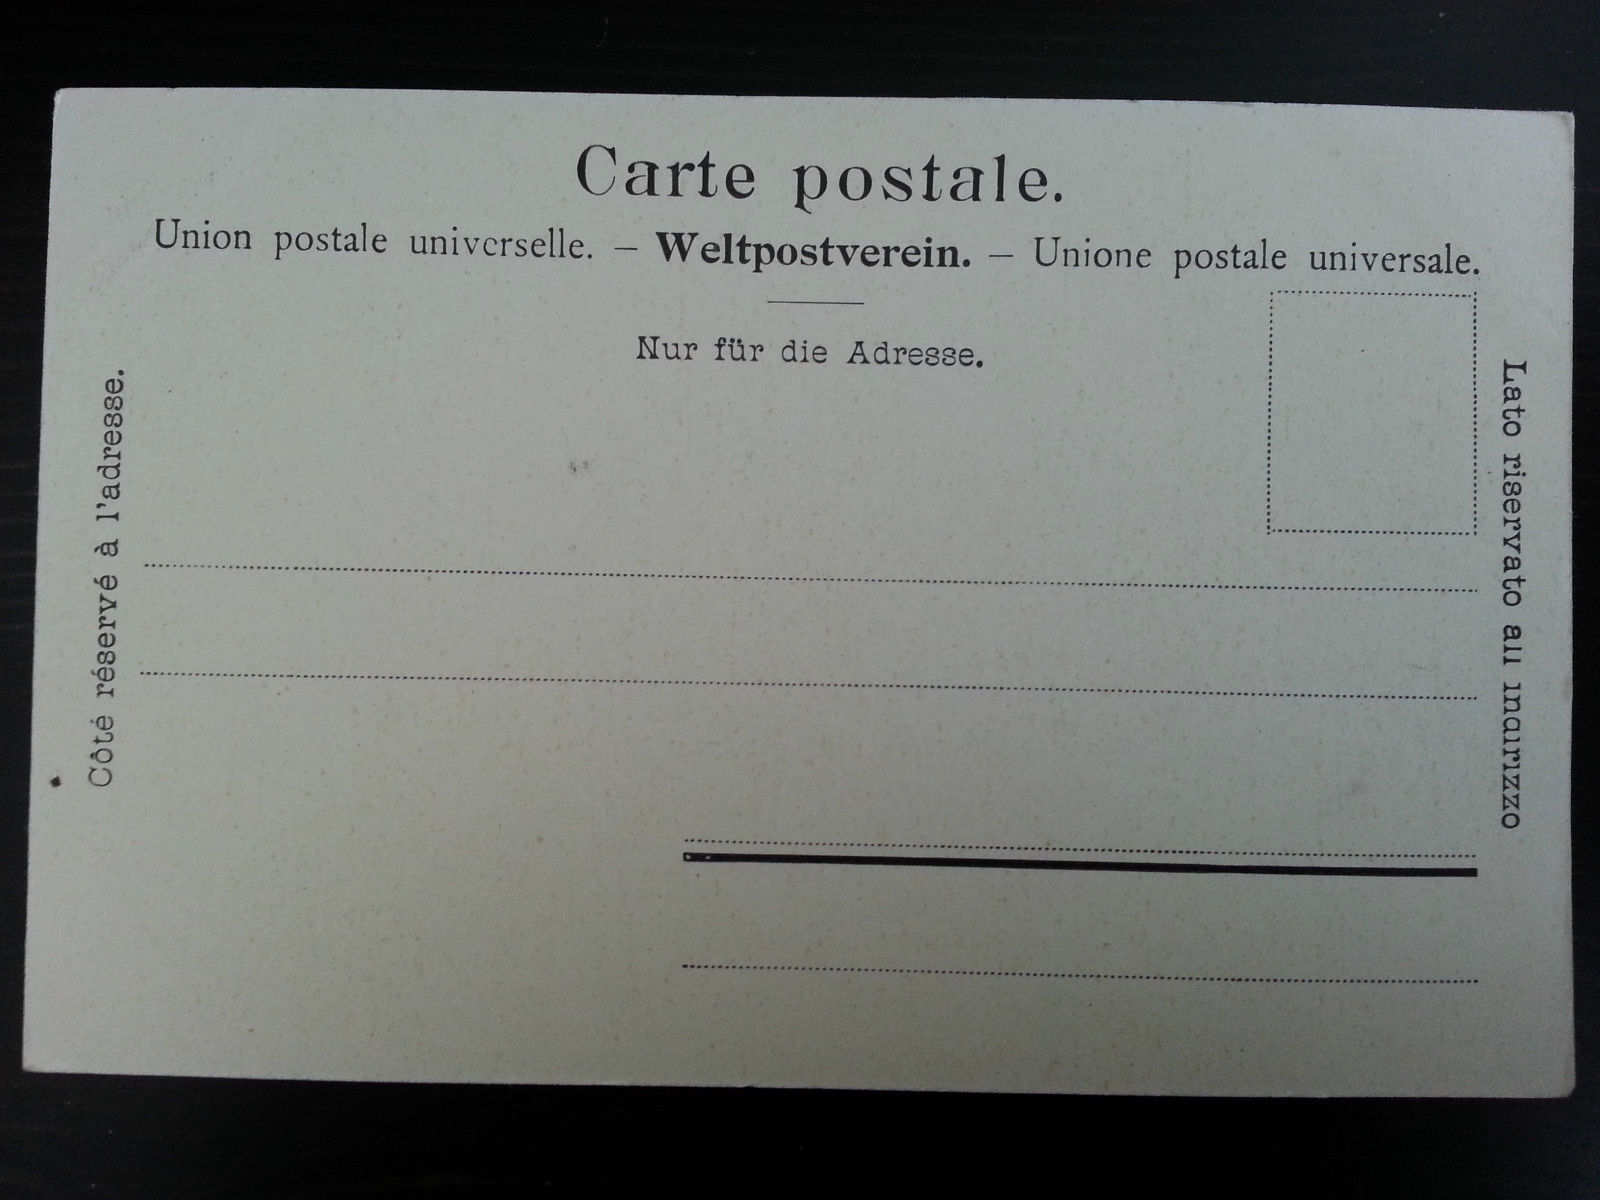 Carte postale.
Union postale universelle. – Weltpostverein. – Unione postale universale.
Nur für die Adresse.
Côté réservé à l'adresse.
Lato riservato all indirizzo